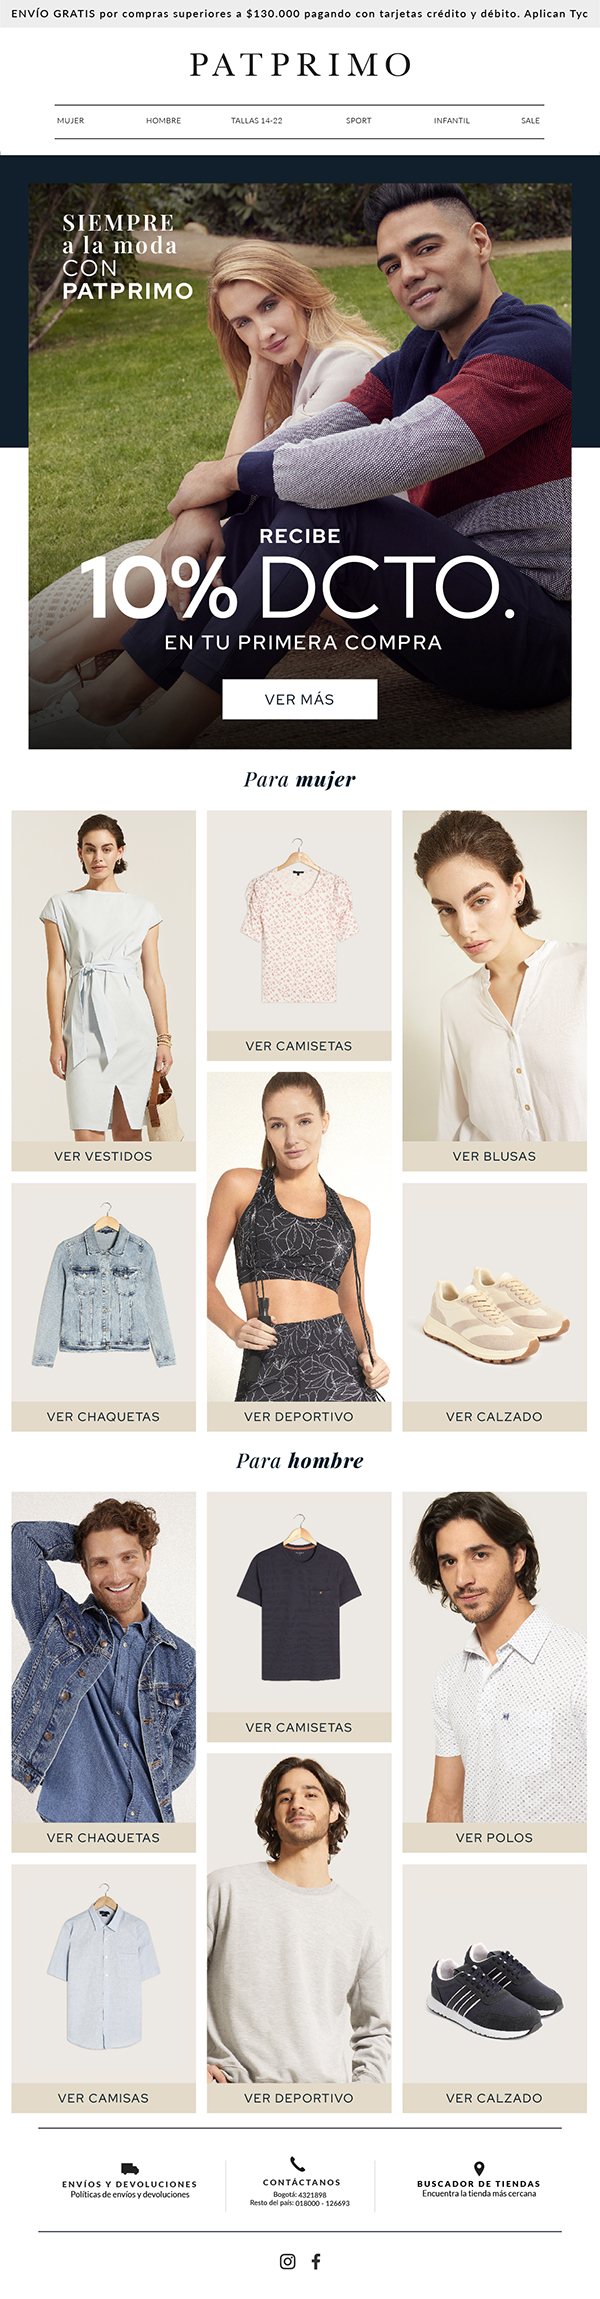 ENVÍO GRATIS por compras superiores a $130.000 pagando con tarjetas crédito y débito. Aplican Tyc
PATPRIMO
MUJER HOMBRE TALLAS 14-22 SPORT INFANTIL SALE
SIEMPRE
a la moda
CON
PATPRIMO
RECIBE
10% DCTO.
EN TU PRIMERA COMPRA
VER MÁS
Para mujer
VER CAMISETAS
VER VESTIDOS
VER BLUSAS
VER CHAQUETAS
VER DEPORTIVO
VER CALZADO
Para hombre
VER CAMISETAS
VER CHAQUETAS
VER POLOS
VER CAMISAS
VER DEPORTIVO
VER CALZADO
ENVÍOS Y DEVOLUCIONES
Políticas de envíos y devoluciones
CONTÁCTANOS
Bogotá: 4321898
Resto del país: 018000 - 126693
BUSCADOR DE TIENDAS
Encuentra la tienda más cercana